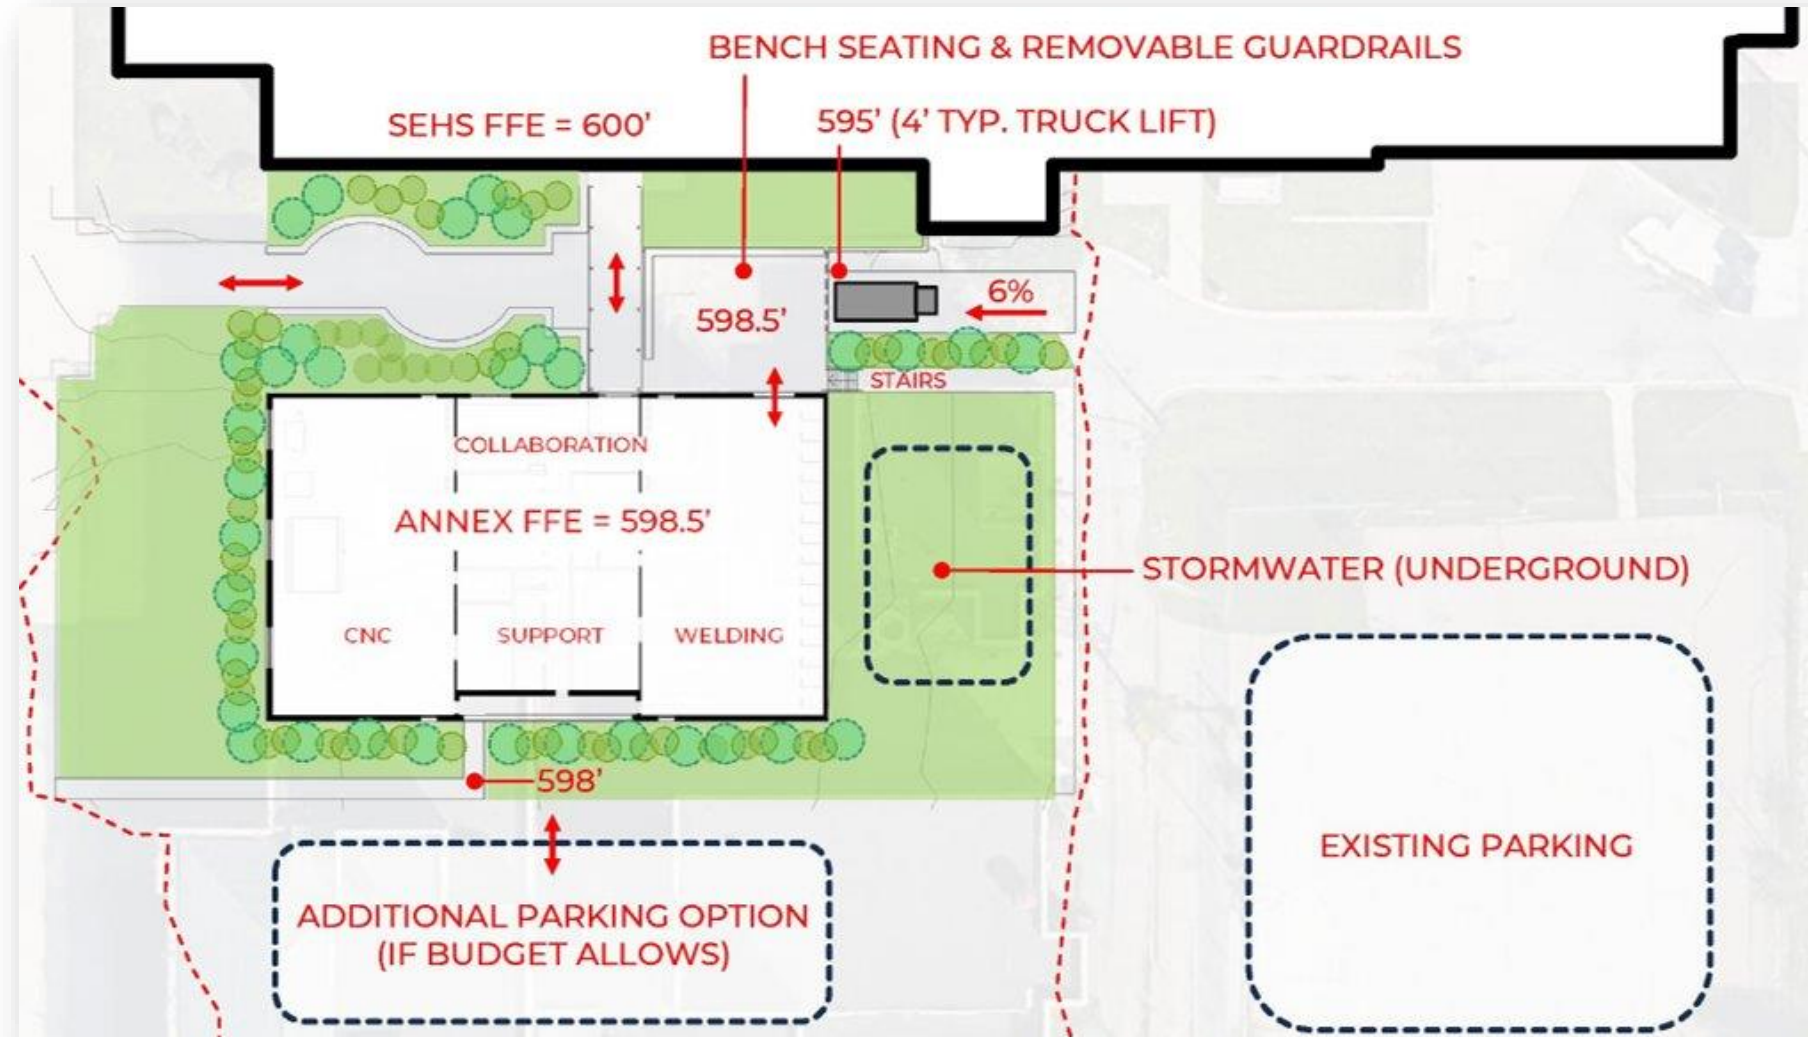 BENCH SEATING & REMOVABLE GUARDRAILS
SEHS FFE = 600’
595’ (4’ TYP. TRUCK LIFT)
6%
598.5’
STAIRS
COLLABORATION
ANNEX FFE = 598.5’
STORMWATER (UNDERGROUND)
CNC
SUPPORT
WELDING
598’
EXISTING PARKING
ADDITIONAL PARKING OPTION
(IF BUDGET ALLOWS)